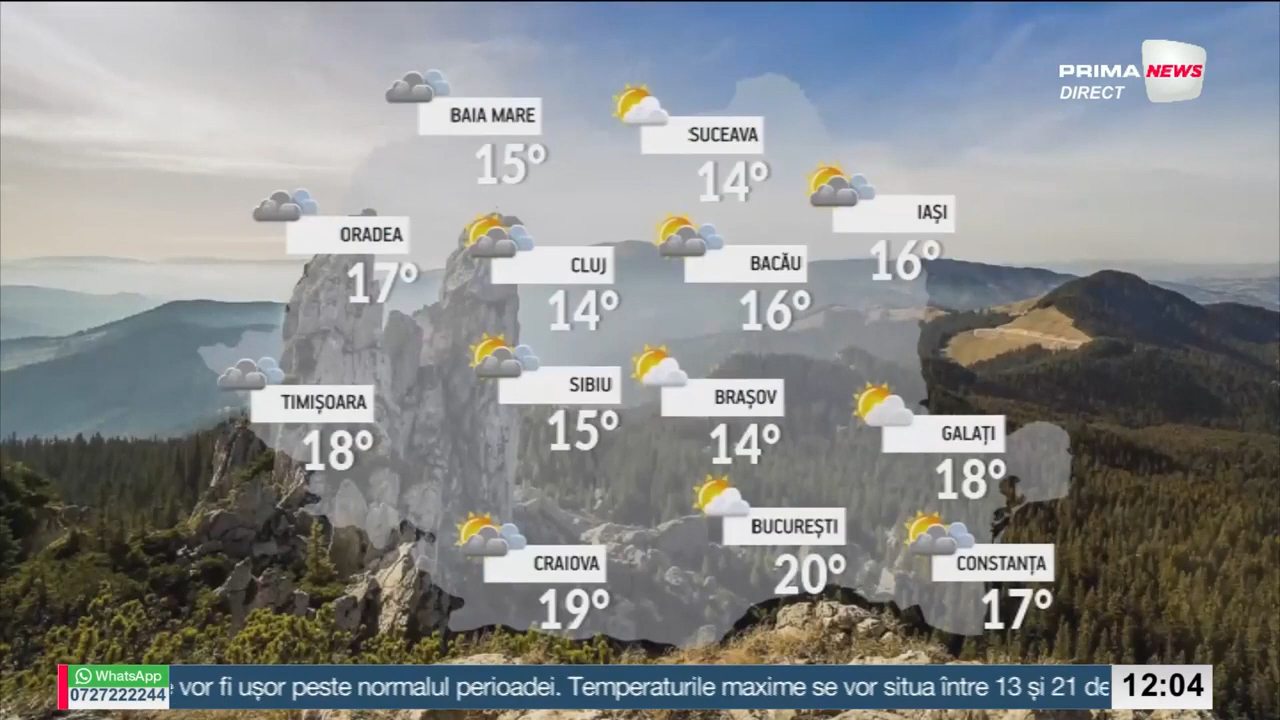 PRIMA NEWS
DIRECT
BAIA MARE
15°
SUCEAVA
14°
IAȘI
16°
ORADEA
17°
CLUJ
14°
BACĂU
16°
TIMIȘOARA
18°
SIBIU
15°
BRAȘOV
14°
GALAȚI
18°
CRAIOVA
19°
BUCUREȘTI
20°
CONSTANȚA
17°
WhatsApp
0727222244
vor fi ușor peste normalul perioadei. Temperaturile maxime se vor situa între 13 și 21 de
12:04